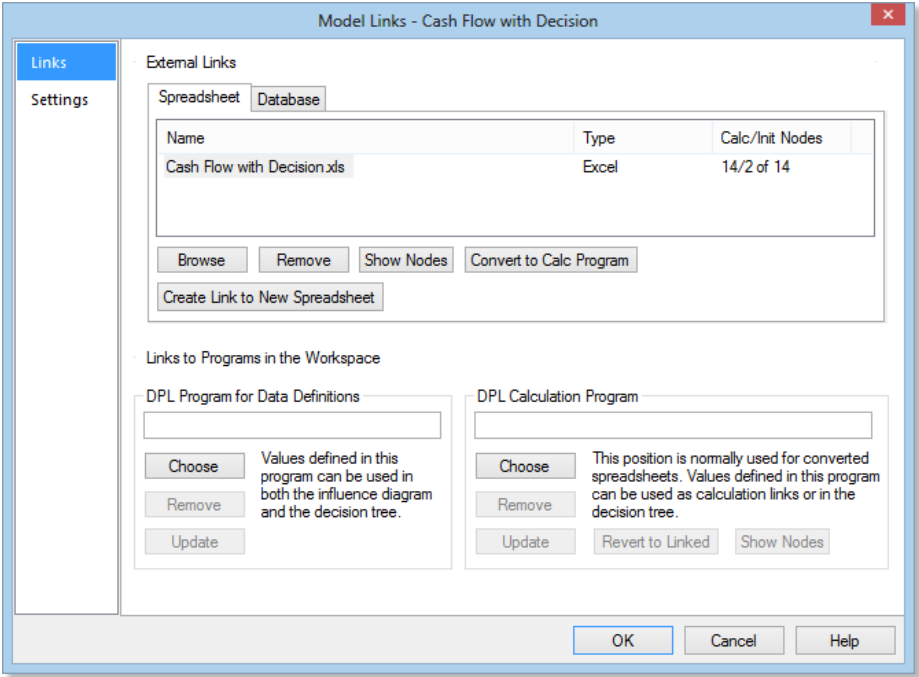 Model Links - Cash Flow with Decision
Links
Settings
External Links
Spreadsheet Database
Name Type Calc/Init Nodes
Cash Flow with Decision.xls Excel 14/2 of 14
Browse Remove Show Nodes Convert to Calc Program
Create Link to New Spreadsheet
Links to Programs in the Workspace
DPL Program for Data Definitions
Choose
Remove
Update
Values defined in this
program can be used in
both the influence diagram
and the decision tree.
DPL Calculation Program
Choose
Remove
Update
This position is normally used for converted
spreadsheets. Values defined in this program
can be used as calculation links or in the
decision tree.
Revert to Linked Show Nodes
OK Cancel Help